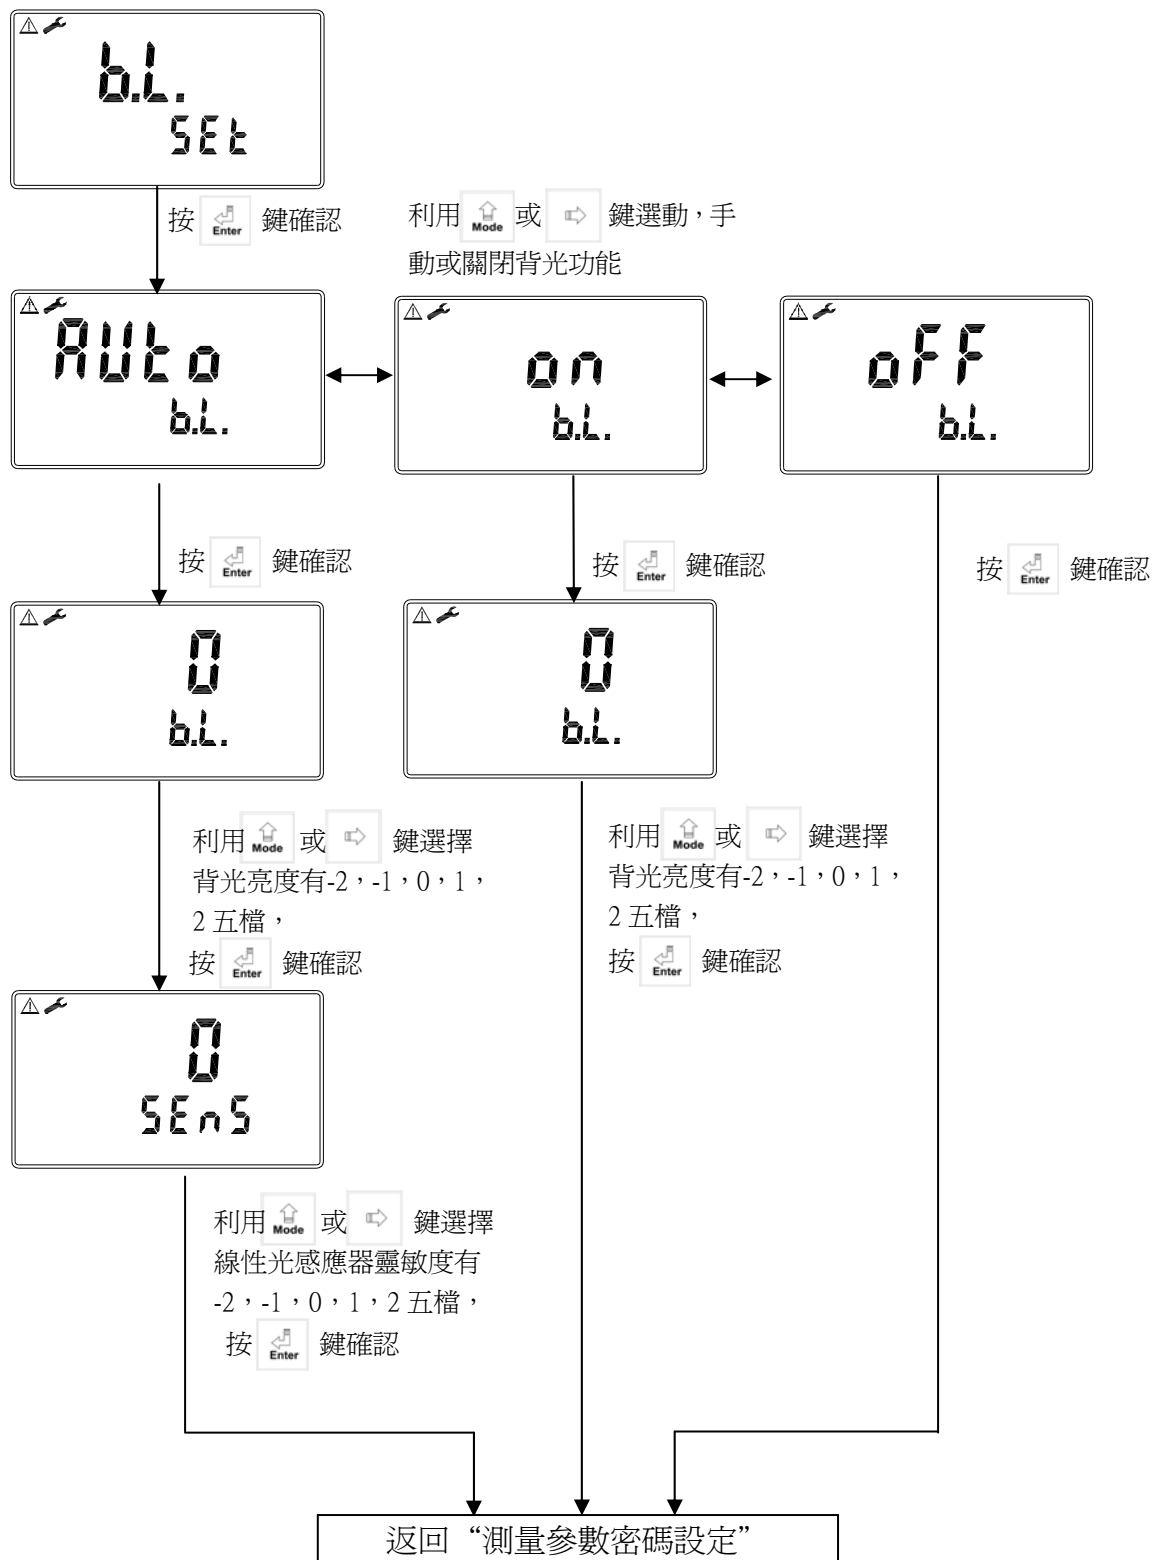 b.L.
SEt
按 Enter 鍵確認
利用 Mode 或 鍵選動，手
動或關閉背光功能
AUto
b.L.
on
b.L.
oFF
b.L.
按 Enter 鍵確認
按 Enter 鍵確認
按 Enter 鍵確認
0
b.L.
0
b.L.
利用 Mode 或 鍵選擇
背光亮度有-2，-1，0，1，
2 五檔，
按 Enter 鍵確認
利用 Mode 或 鍵選擇
背光亮度有-2，-1，0，1，
2 五檔，
按 Enter 鍵確認
0
SEnS
利用 Mode 或 鍵選擇
線性光感應器靈敏度有
-2，-1，0，1，2 五檔，
按 Enter 鍵確認
返回“測量參數密碼設定”